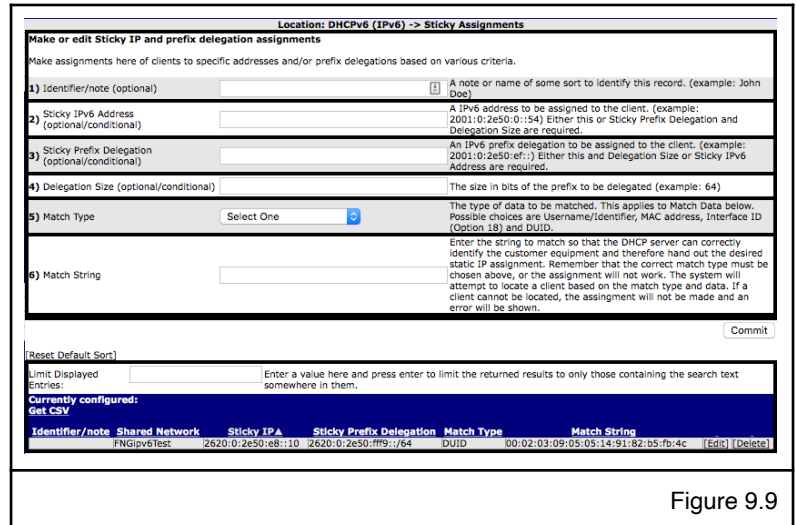 Location: DHCPv6 (IPv6) -> Sticky Assignments
Make or edit Sticky IP and prefix delegation assignments
Make assignments here of clients to specific addresses and/or prefix delegations based on various criteria.
1) Identifier/note (optional)
A note or name of some sort to identify this record. (example: John
Doe)
2) Sticky IPv6 Address
(optional/conditional)
A IPv6 address to be assigned to the client. (example:
2001:0:2e50:0::54) Either this or Sticky Prefix Delegation and
Delegation Size are required.
3) Sticky Prefix Delegation
(optional/conditional)
An IPv6 prefix delegation to be assigned to the client. (example:
2001:0:2e50:ef::) Either this and Delegation Size or Sticky IPv6
Address are required.
4) Delegation Size (optional/conditional)
The size in bits of the prefix to be delegated (example: 64)
5) Match Type
Select One
The type of data to be matched. This applies to Match Data below.
Possible choices are Username/Identifier, MAC address, Interface ID
(Option 18) and DUID.
6) Match String
Enter the string to match so that the DHCP server can correctly
identify the customer equipment and therefore hand out the desired
static IP assignment. Remember that the correct match type must be
chosen above, or the assignment will not work. The system will
attempt to locate a client based on the match type and data. If a
client cannot be located, the assingment will not be made and an
error will be shown.
Commit
[Reset Default Sort]
Limit Displayed
Entries:
Enter a value here and press enter to limit the returned results to only those containing the search text
somewhere in them.
Currently configured:
Get CSV
Identifier/note Shared Network Sticky IP▲ Sticky Prefix Delegation Match Type Match String
FNGipv6Test 2620:0:2e50:e8::10 2620:0:2e50:fff9::/64 DUID 00:02:03:09:05:05:14:91:82:b5:fb:4c [Edit] [Delete]
Figure 9.9